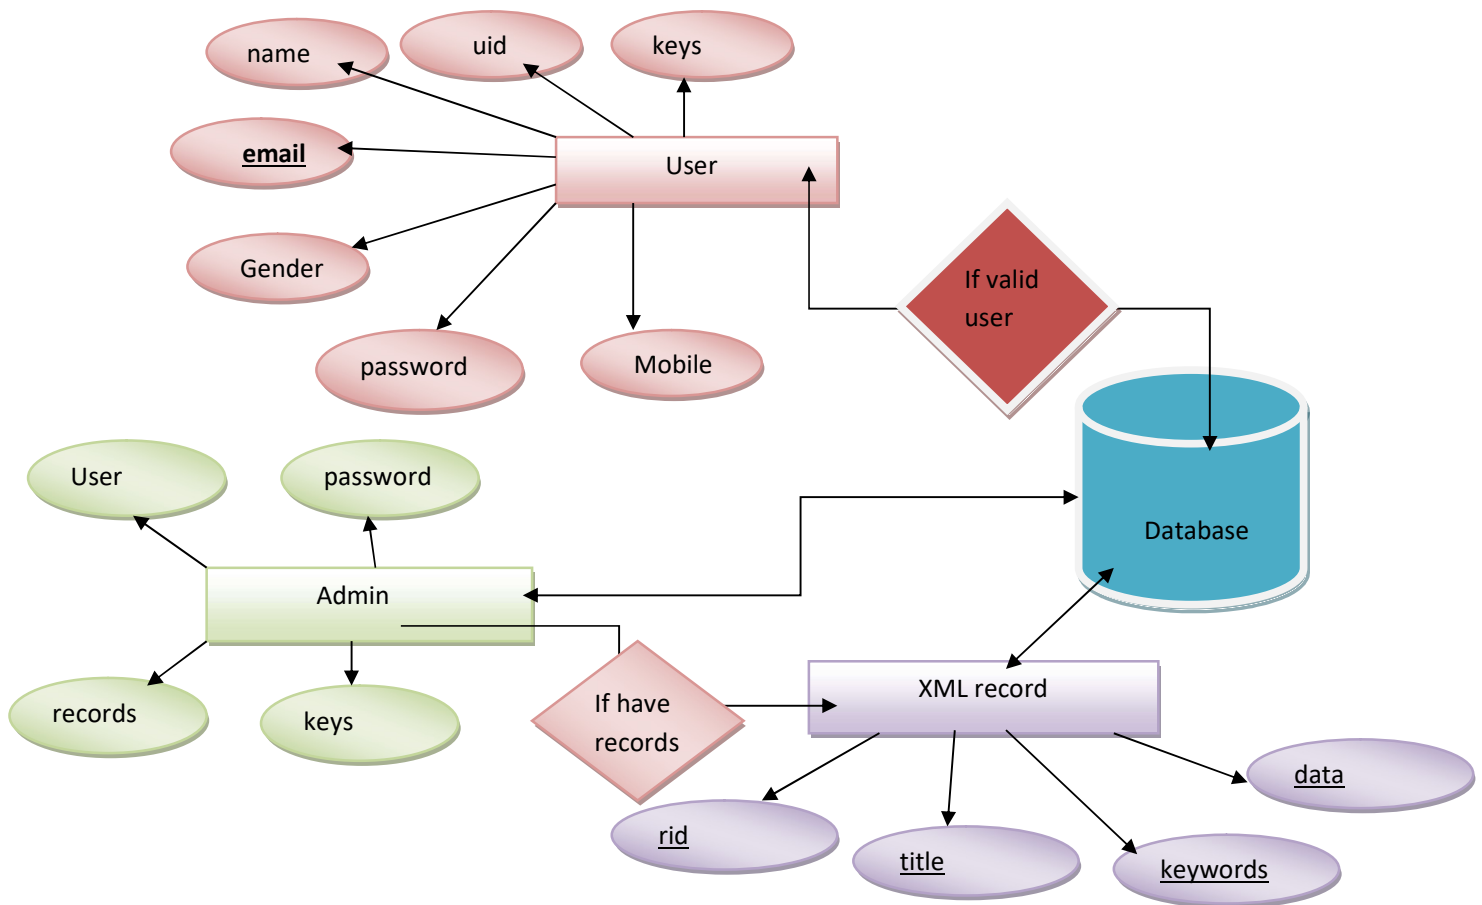 name
uid
keys
email
User
Gender
If valid
user
password
Mobile
User
password
Database
Admin
XML record
records
keys
If have
records
data
rid
title
keywords